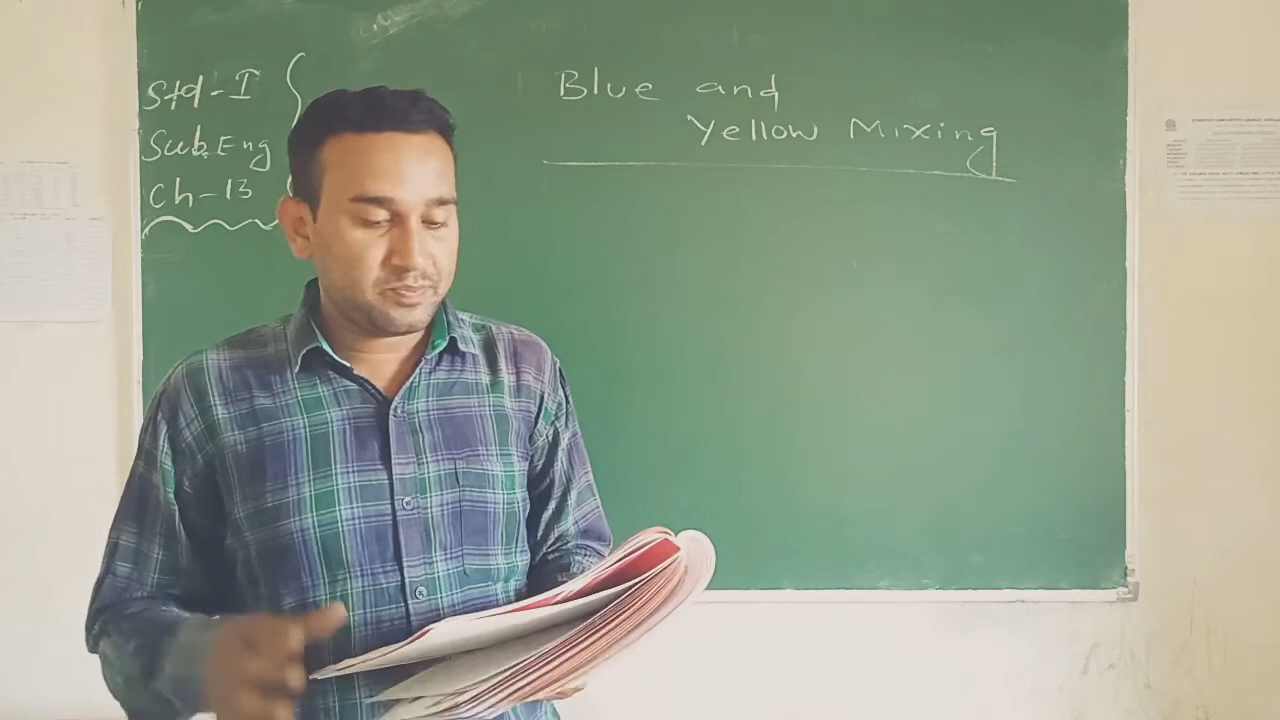 Std-I
Sub.Eng
Ch-13
Blue and
Yellow Mixing